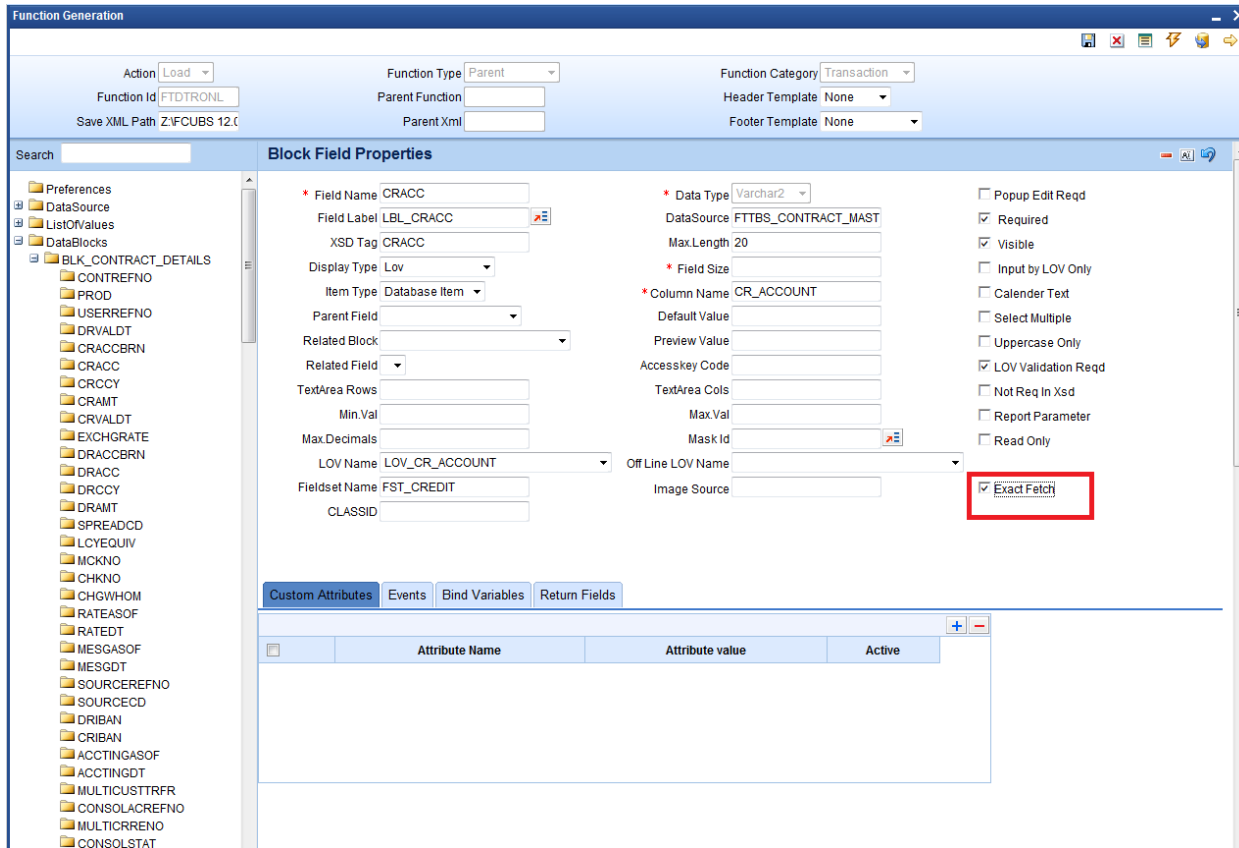 Function Generation
Action Load Function Type Parent Function Category Transaction
Function Id FTDTRONL Parent Function Header Template None
Save XML Path Z:\FCUBS 12.0 Parent Xml Footer Template None
Search
Block Field Properties
Preferences
DataSource
ListOfValues
DataBlocks
BLK_CONTRACT_DETAILS
CONTREFNO
PROD
USERREFNO
DRVALDT
CRACCBRN
CRACC
CRCCY
CRAMT
CRVALDT
EXCHGRATE
DRACCBRN
DRACC
DRCCY
DRAMT
SPREADCD
LCYEQUIV
MCKNO
CHKNO
CHGWHOM
RATEASOF
RATEDT
MESGASOF
MESGDT
SOURCEREFNO
SOURCECD
DRIBAN
CRIBAN
ACCTINGASOF
ACCTINGDT
MULTICUSTTRFR
CONSOLACREFNO
MULTICRRENO
CONSOLSTAT
* Field Name CRACC * Data Type Varchar2 Popup Edit Reqd
Field Label LBL_CRACC DataSource FTTBS_CONTRACT_MAST Required
XSD Tag CRACC Max.Length 20 Visible
Display Type Lov * Field Size Input by LOV Only
Item Type Database Item * Column Name CR_ACCOUNT Calender Text
Parent Field Default Value Select Multiple
Related Block Preview Value Uppercase Only
Related Field Accesskey Code LOV Validation Reqd
TextArea Rows TextArea Cols Not Req In Xsd
Min.Val Max.Val Report Parameter
Max.Decimals Mask Id Read Only
LOV Name LOV_CR_ACCOUNT Off Line LOV Name
Fieldset Name FST_CREDIT Image Source Exact Fetch
CLASSID
Custom Attributes Events Bind Variables Return Fields
Attribute Name Attribute value Active